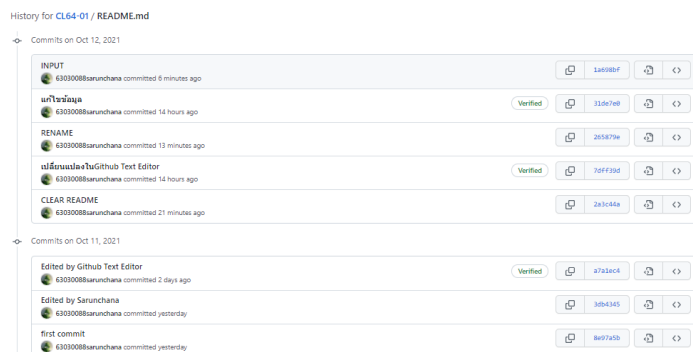 History for CL64-01 / README.md
Commits on Oct 12, 2021
INPUT
63030088sarunchana committed 6 minutes ago
1a698bf
แก้ไขข้อมูล
63030088sarunchana committed 14 hours ago
Verified
31de7e0
RENAME
63030088sarunchana committed 13 minutes ago
265879e
เปลี่ยนแปลงในGithub Text Editor
63030088sarunchana committed 14 hours ago
Verified
7dff39d
CLEAR README
63030088sarunchana committed 21 minutes ago
2a3c44a
Commits on Oct 11, 2021
Edited by Github Text Editor
63030088sarunchana committed 2 days ago
Verified
a7a1ec4
Edited by Sarunchana
63030088sarunchana committed yesterday
3db4345
first commit
63030088sarunchana committed yesterday
8e97a5b